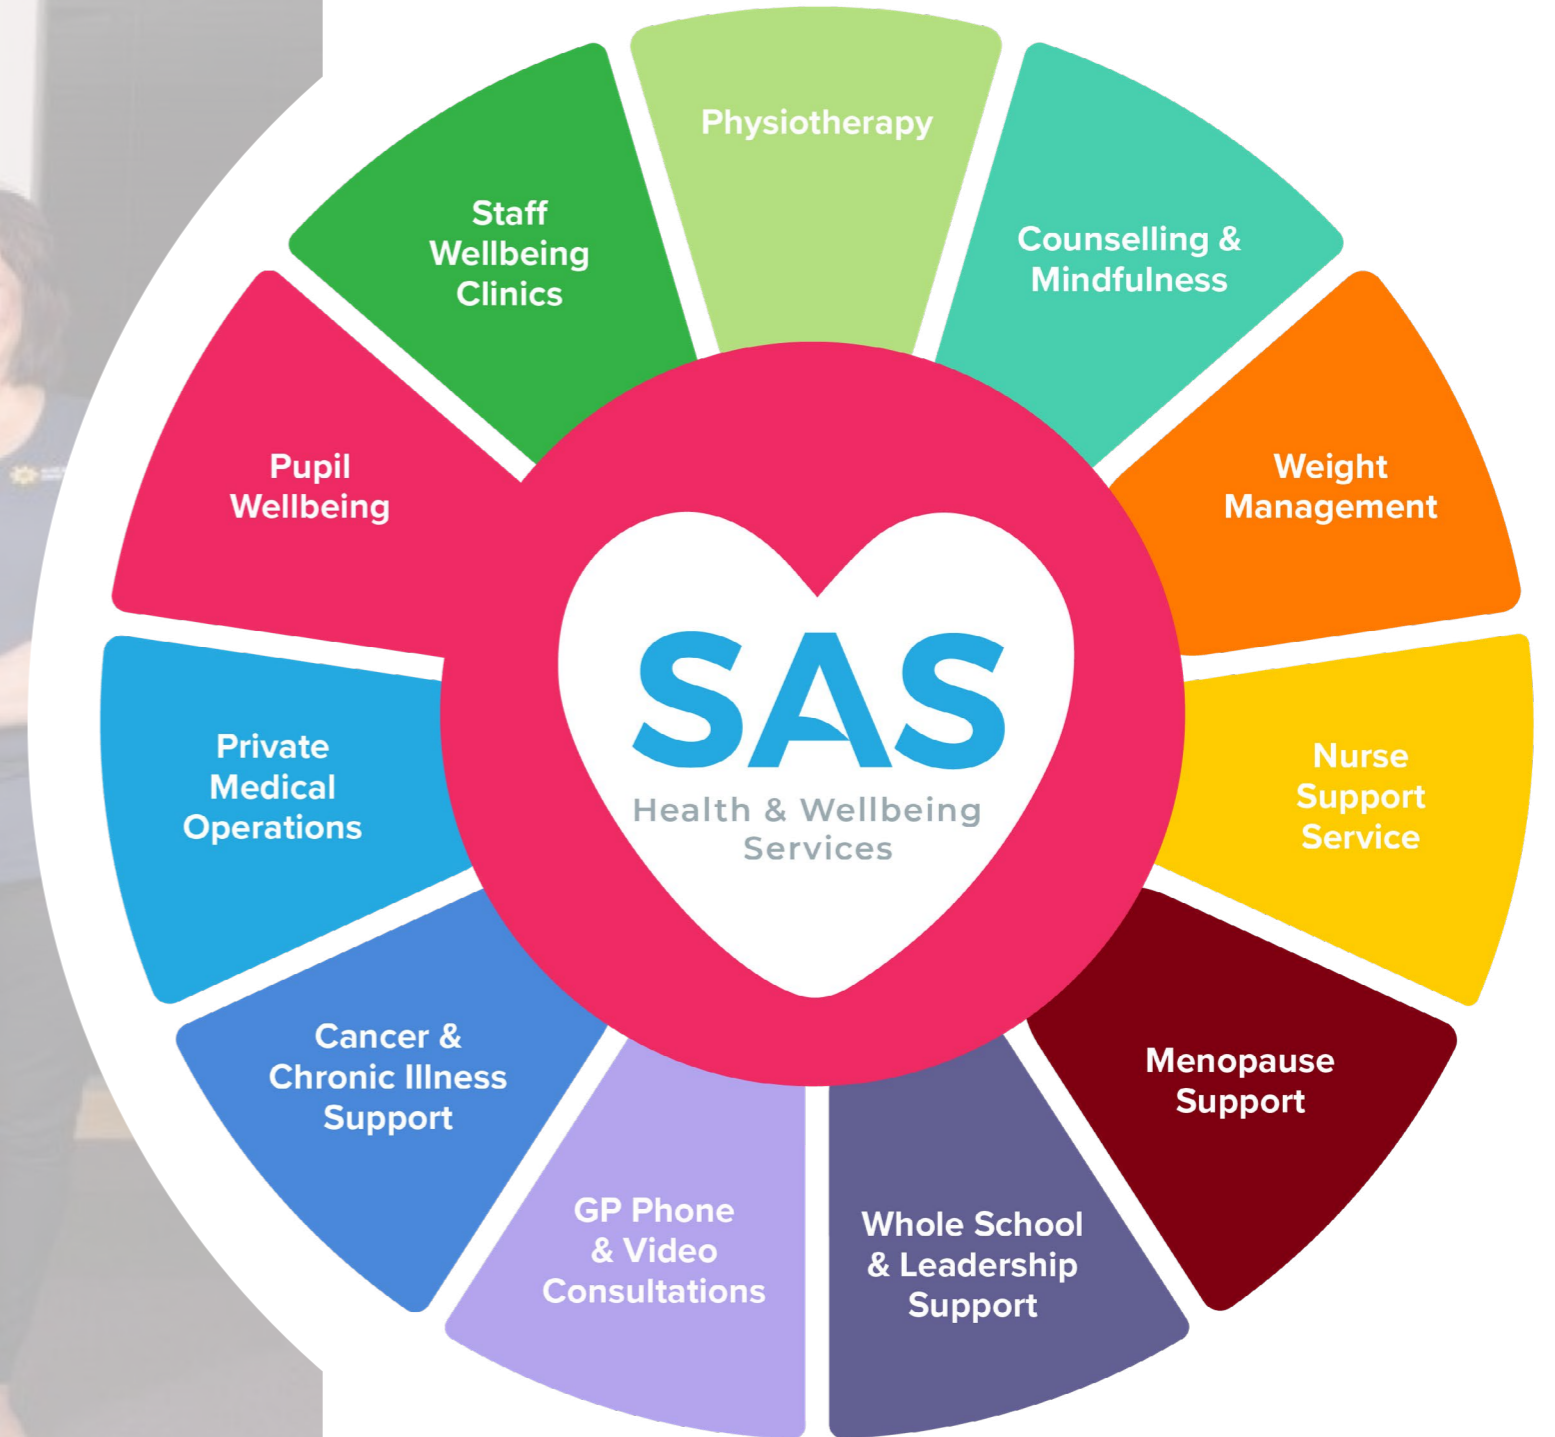 Physiotherapy
Counselling &
Mindfulness
Weight
Management
Nurse
Support
Service
Menopause
Support
Whole School
& Leadership
Support
GP Phone
& Video
Consultations
Cancer &
Chronic Illness
Support
Private
Medical
Operations
Pupil
Wellbeing
Staff
Wellbeing
Clinics
SAS
Health & Wellbeing
Services